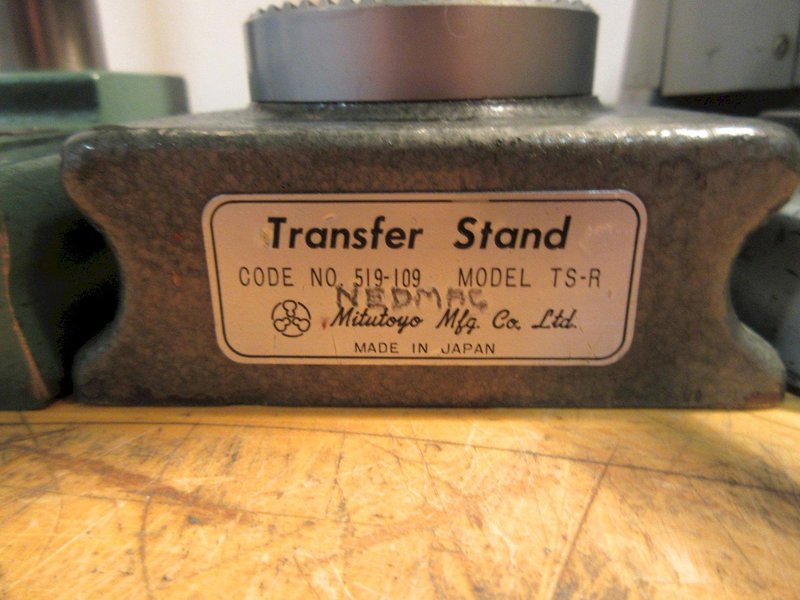 Transfer Stand
CODE NO. 519-109 MODEL TS-R
NEDMAC
Mitutoyo Mfg. Co. Ltd.
MADE IN JAPAN